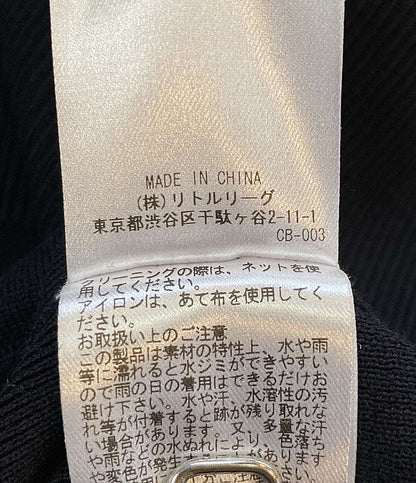 MADE IN CHINA
(株)リトルリーグ
東京都渋谷区千駄ヶ谷2-11-1
CB-003
クリーニングの際は、ネットを使
用してください。
アイロンは、あて布を使用してく
ださい。
お取扱い上のご注意
この製品は素材の特性上、水や雨
等に濡れると水ジミができやすい
ので雨の日の着用はできるだけお
避け下さい。水や汗、水溶性の汚
れ等が付着すると跡が残り多取れな
い場合があります。又、多量な汗
や雨などの水ぬれにより、変色落ち